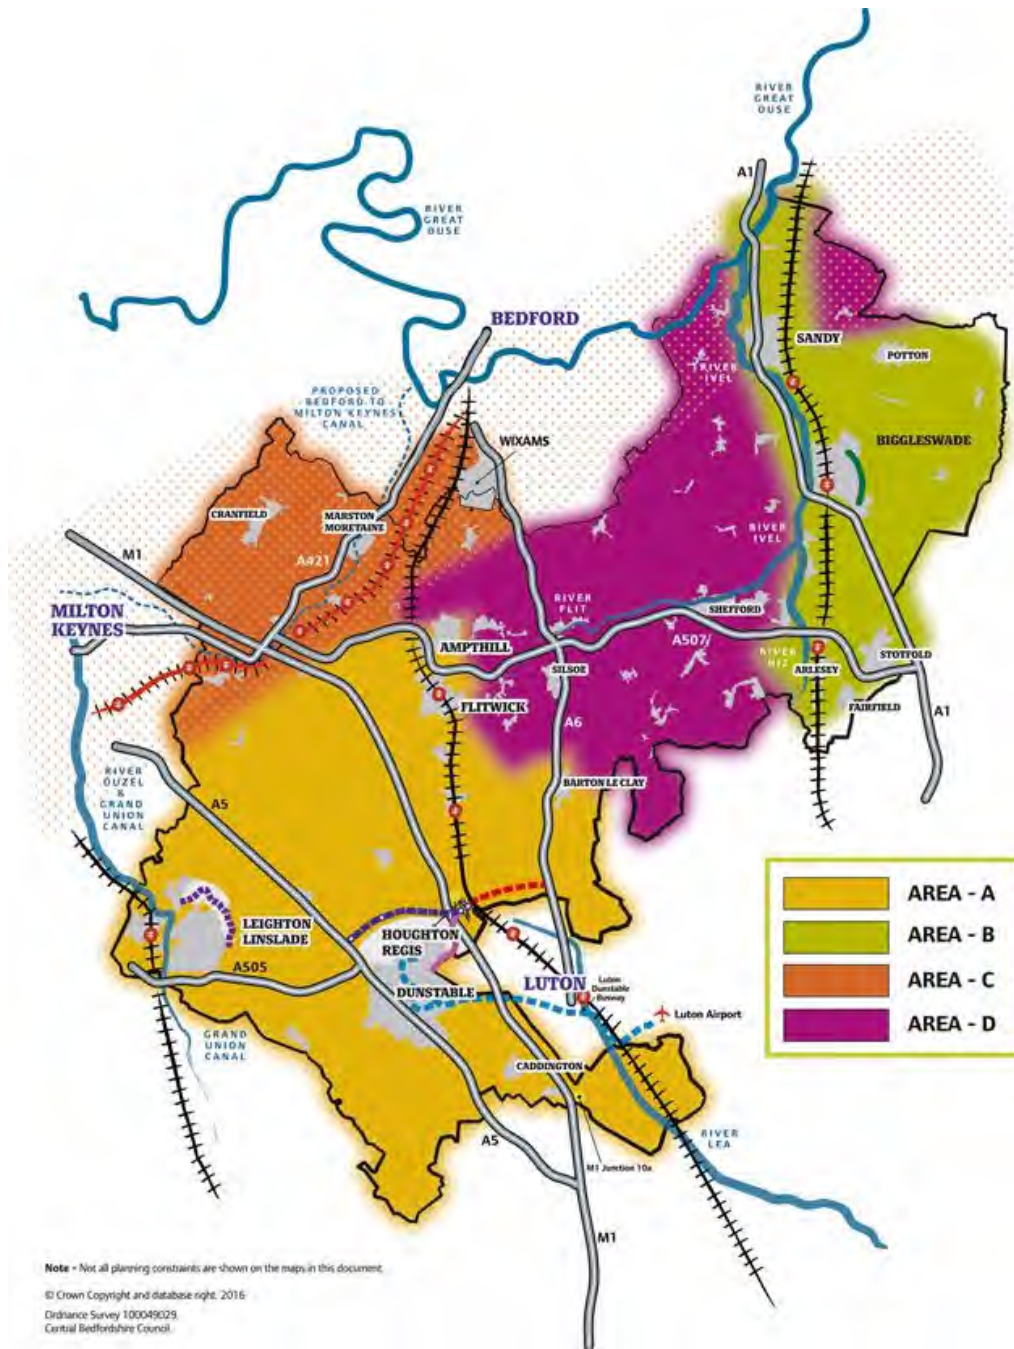 RIVER
GREAT
OUSE
A1
RIVER
GREAT
OUSE
BEDFORD
SANDY
POTTON
RIVER
IVEL
PROPOSED
BEDFORD TO
MILTON KEYNES
CANAL
WIXAMS
BIGGLESWADE
CRANFIELD
MARSTON
MORETAINE
RIVER
IVEL
M1
A421
MILTON
KEYNES
RIVER
FLIT
SHEFFORD
AMPTHILL
A507
RIVER
HIZ
STOTFOLD
SILSOE
ARLESEY
FLITWICK
FAIRFIELD
A1
A6
RIVER
OUZEL
&
GRAND
UNION
CANAL
A5
BARTON LE CLAY
AREA - A
LEIGHTON
LINSLADE
HOUGHTON
REGIS
AREA - B
A505
DUNSTABLE
LUTON
Luton
Dunstable
Busway
AREA - C
Luton Airport
AREA - D
GRAND
UNION
CANAL
CADDINGTON
A5
RIVER
LEA
M1 Junction 10a
M1
Note - Not all planning constraints are shown on the maps in this document
© Crown Copyright and database right. 2016
Ordnance Survey 100049029
Central Bedfordshire Council